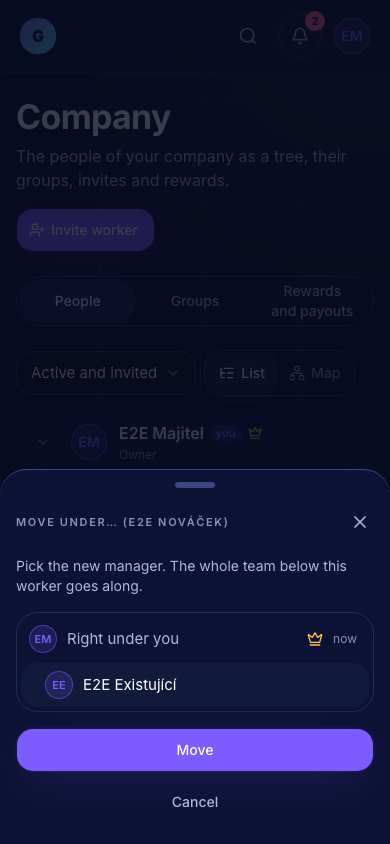 G
2
EM
Company
The people of your company as a tree, their
groups, invites and rewards.
Invite worker
People
Groups
Rewards
and payouts
Active and invited
List
Map
EM
E2E Majitel
you
Owner
MOVE UNDER… (E2E NOVÁČEK)
Pick the new manager. The whole team below this
worker goes along.
EM
Right under you
now
EE
E2E Existující
Move
Cancel